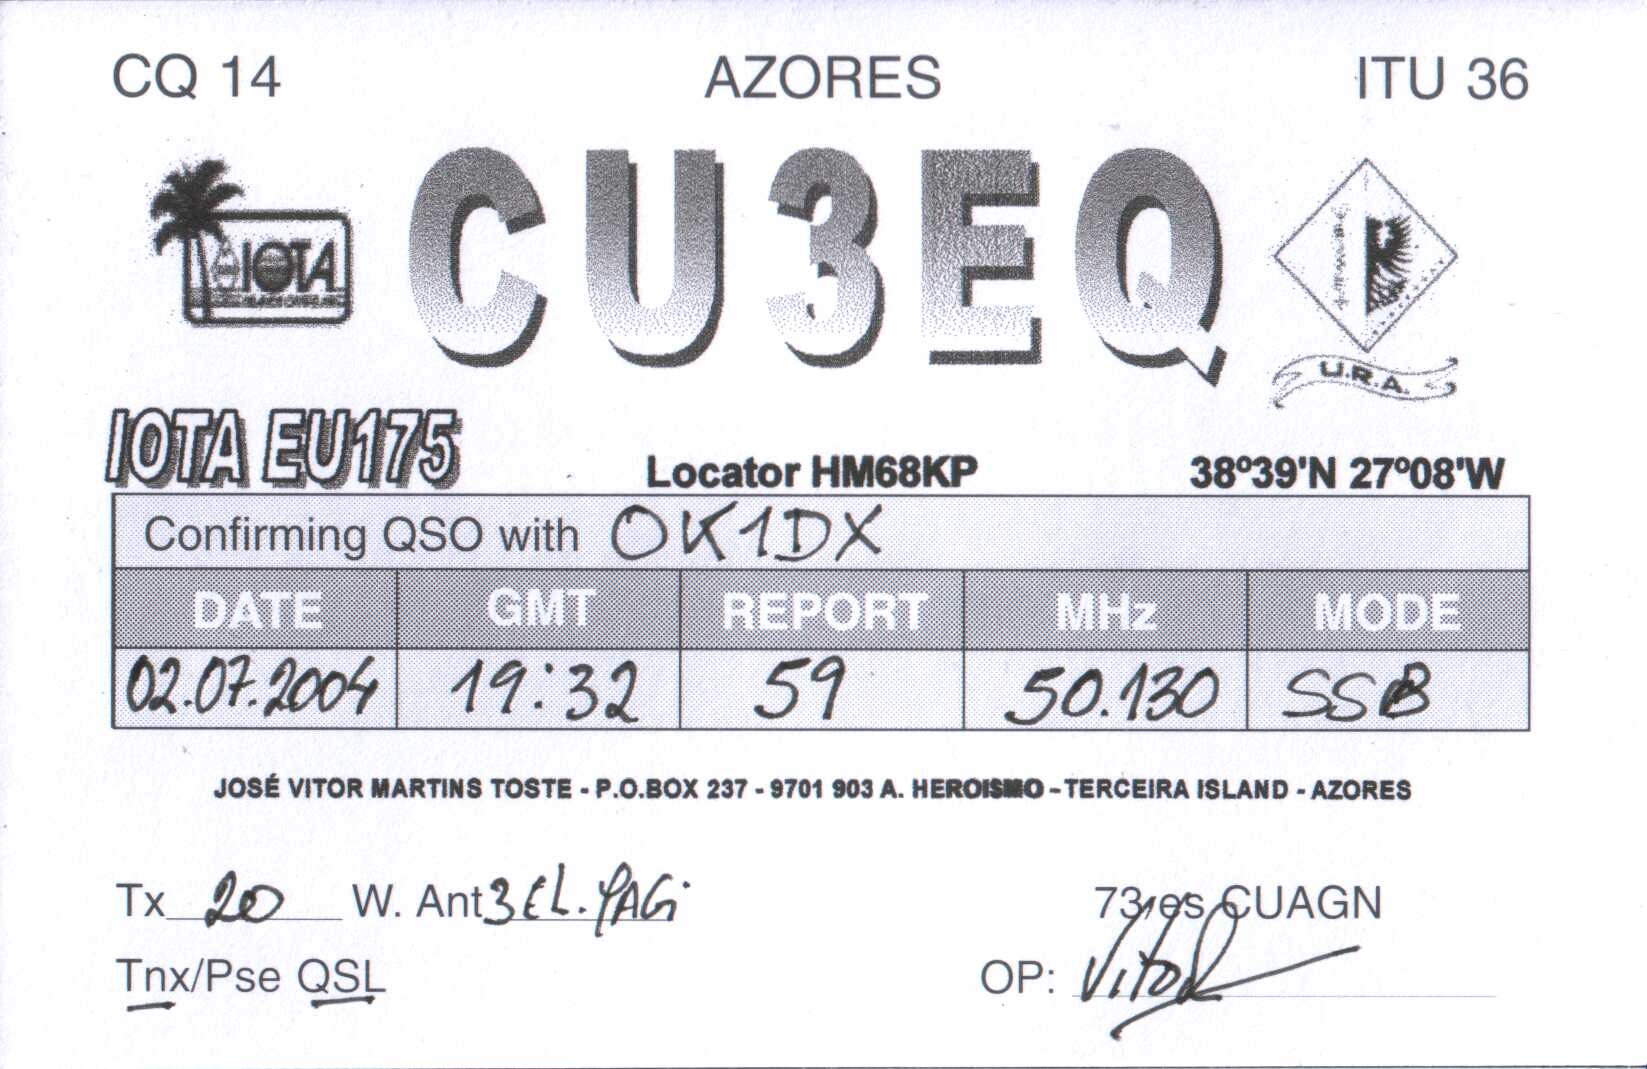 CQ 14 AZORES ITU 36
CU3EQ
IOTA
U.R.A.
IOTA EU175 Locator HM68KP 38º39'N 27º08'W
Confirming QSO with OK1DX
DATE GMT REPORT MHz MODE
02.07.2004 19:32 59 50.130 SSB
JOSÉ VITOR MARTINS TOSTE - P.O.BOX 237 - 9701 903 A. HEROISMO - TERCEIRA ISLAND - AZORES
Tx 20 W. Ant 3 EL. YAGi 73 es CUAGN
Tnx/Pse QSL OP: Vitor